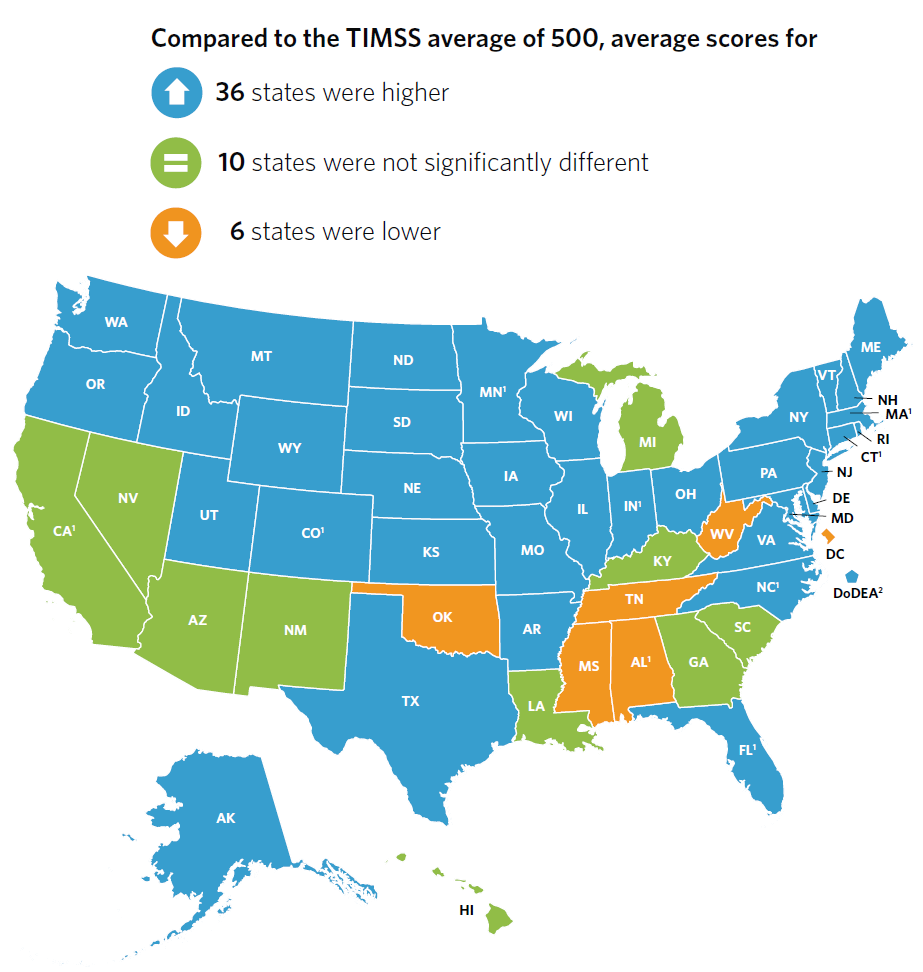 Compared to the TIMSS average of 500, average scores for
36 states were higher
10 states were not significantly different
6 states were lower
WA
MT
ND
MN¹
ME
VT
OR
ID
SD
WI
NY
NH
MA¹
WY
MI
RI
CT¹
NV
NE
IA
PA
NJ
UT
IL
IN¹
OH
DE
MD
CA¹
CO¹
KS
MO
WV
VA
DC
KY
DoDEA²
AZ
NM
OK
AR
TN
NC¹
SC
TX
LA
MS
AL¹
GA
FL¹
AK
HI